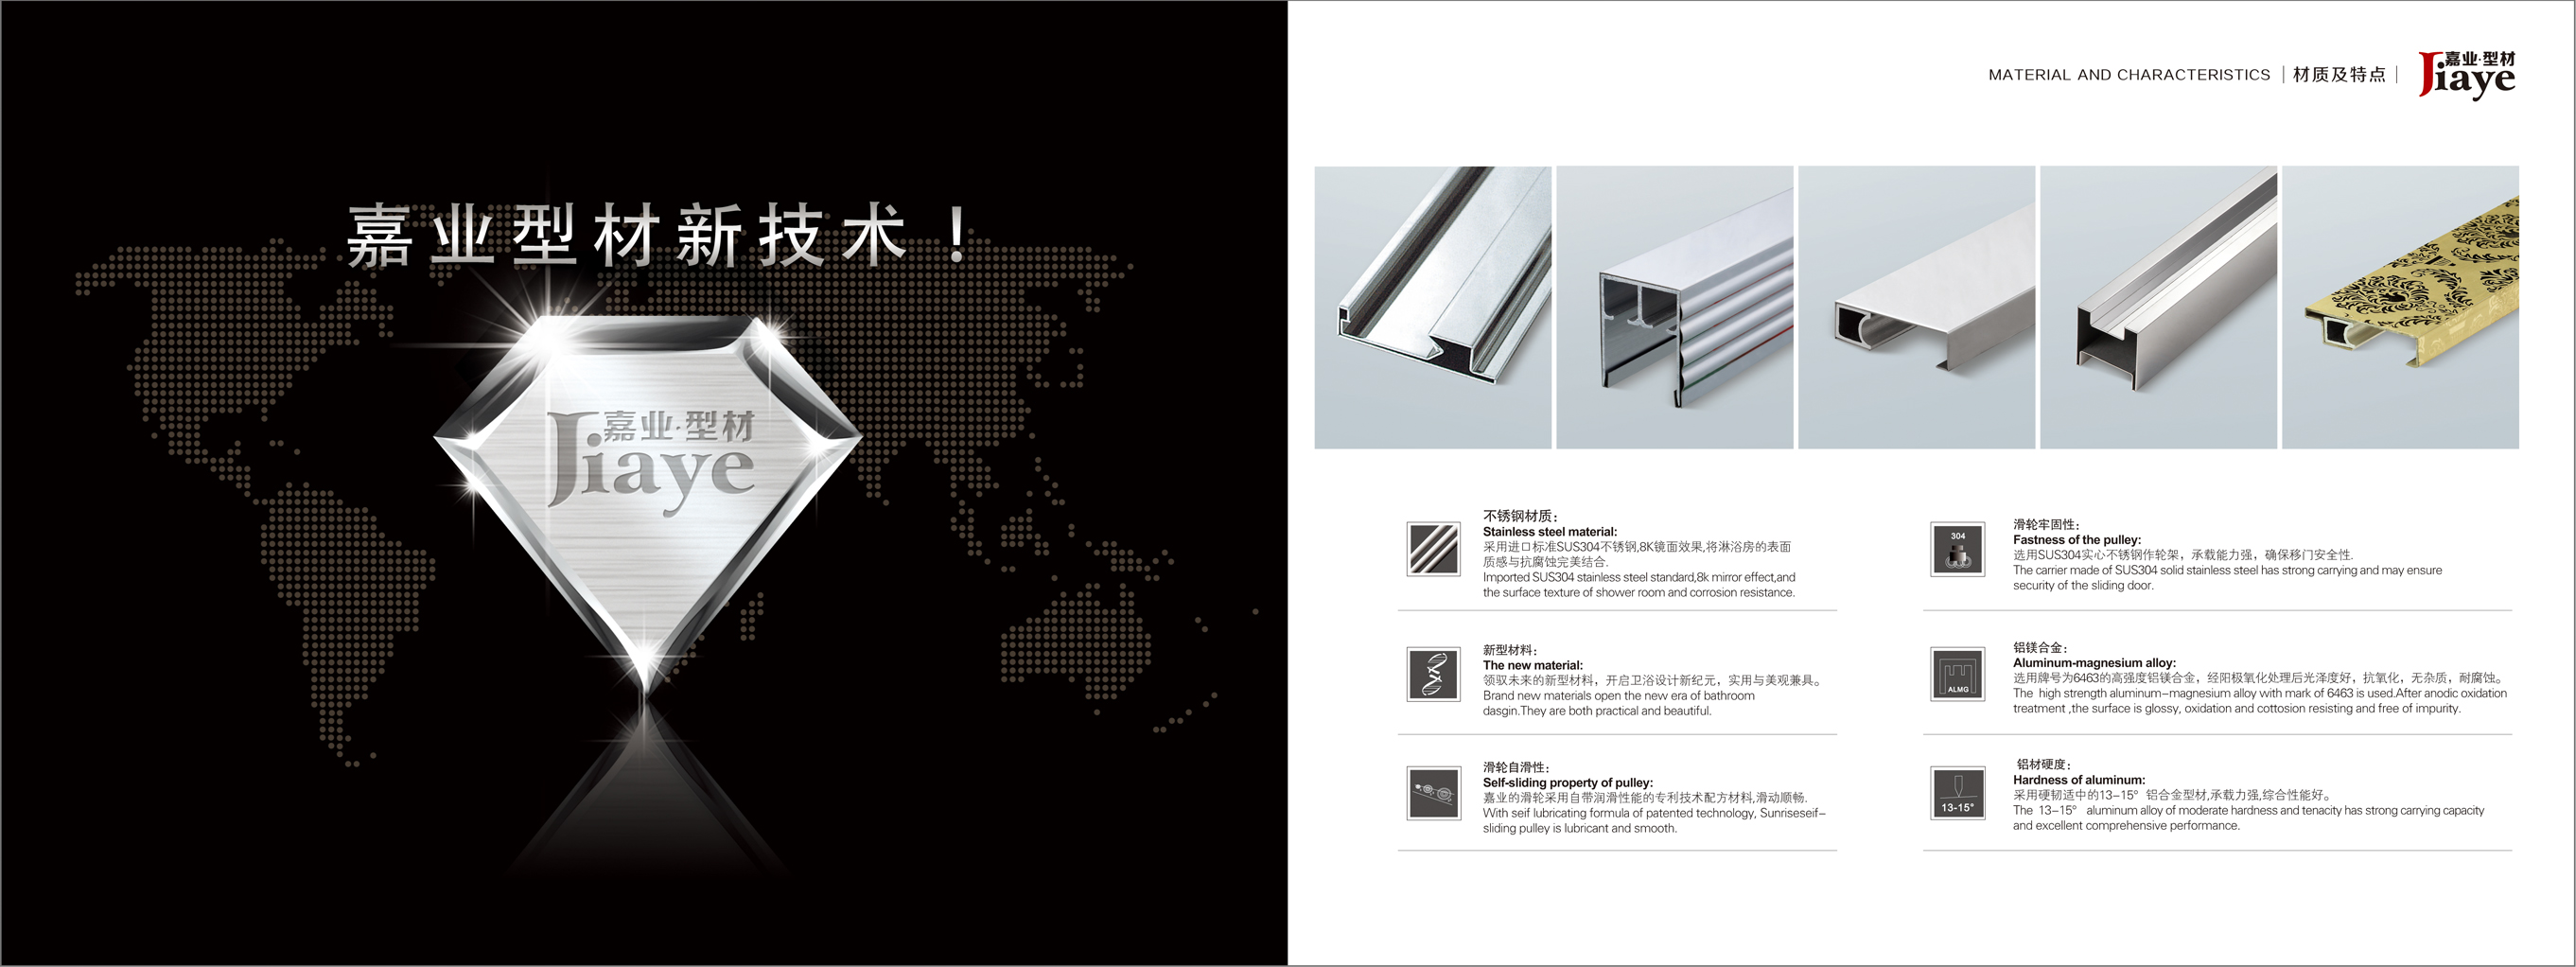 嘉业型材新技术！
嘉业·型材
Jiaye
MATERIAL AND CHARACTERISTICS | 材质及特点 |
嘉业·型材
Jiaye
不锈钢材质：
Stainless steel material:
采用进口标准SUS304不锈钢,8K镜面效果,将淋浴房的表面
质感与抗腐蚀完美结合.
Imported SUS304 stainless steel standard,8k mirror effect,and
the surface texture of shower room and corrosion resistance.
新型材料：
The new material:
领驭未来的新型材料，开启卫浴设计新纪元，实用与美观兼具。
Brand new materials open the new era of bathroom
dasgin.They are both practical and beautiful.
滑轮自滑性：
Self-sliding property of pulley:
嘉业的滑轮采用自带润滑性能的专利技术配方材料,滑动顺畅.
With seif lubricating formula of patented technology, Sunriseseif-
sliding pulley is lubricant and smooth.
304
滑轮牢固性：
Fastness of the pulley:
选用SUS304实心不锈钢作轮架，承载能力强，确保移门安全性.
The carrier made of SUS304 solid stainless steel has strong carrying and may ensure
security of the sliding door.
ALMG
铝镁合金：
Aluminum-magnesium alloy:
选用牌号为6463的高强度铝镁合金，经阳极氧化处理后光泽度好，抗氧化，无杂质，耐腐蚀。
The high strength aluminum-magnesium alloy with mark of 6463 is used.After anodic oxidation
treatment ,the surface is glossy, oxidation and cottosion resisting and free of impurity.
13-15°
铝材硬度：
Hardness of aluminum:
采用硬韧适中的13-15° 铝合金型材,承载力强,综合性能好。
The 13-15° aluminum alloy of moderate hardness and tenacity has strong carrying capacity
and excellent comprehensive performance.